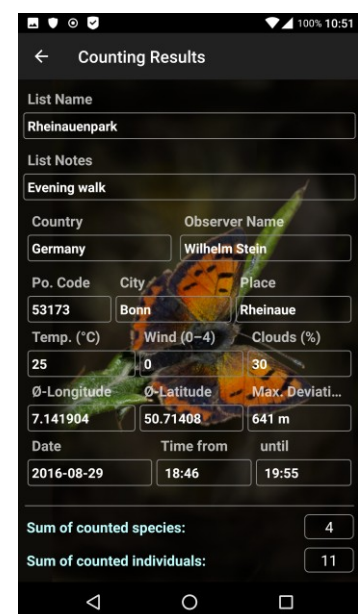 100% 10:51
Counting Results
List Name
Rheinauenpark
List Notes
Evening walk
Country Observer Name
Germany Wilhelm Stein
Po. Code City Place
53173 Bonn Rheinaue
Temp. (°C) Wind (0–4) Clouds (%)
25 0 30
Ø-Longitude Ø-Latitude Max. Deviati...
7.141904 50.71408 641 m
Date Time from until
2016-08-29 18:46 19:55
Sum of counted species: 4
Sum of counted individuals: 11